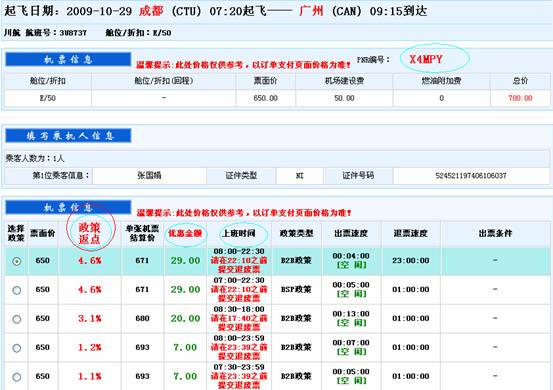 起飞日期: 2009-10-29 成都 (CTU) 07:20起飞—— 广州 (CAN) 09:15到达
川航 航班号: 3U8737 舱位/折扣: E/50
机票信息 温馨提示:此处价格仅供参考，以订单支付页面价格为准! PNR编号: X4MPY
舱位/折扣 舱位/折扣(回程) 票面价 机场建设费 燃油附加费 总价
E/50 - 650.00 50.00 0 700.00
填写乘机人信息
乘客人数为: 1人
第1位乘客信息: 张国娟 证件类型 NI 证件号码 524521197406106037
机票信息 温馨提示:此处价格仅供参考，以订单支付页面价格为准!
选择政策 票面价 政策返点 单张机票结算价 优惠金额 上班时间 政策类型 出票速度 退票速度 出票条件
650 4.6% 671 29.00 08:00-22:30 请在22:10之前提交退废票 B2B政策 00:04:00 [空 闲] 23:00:00 -
650 4.6% 671 29.00 07:00-22:30 请在22:10之前提交退废票 BSP政策 00:05:00 [空 闲] 01:00:00 -
650 3.1% 680 20.00 08:30-18:00 请在17:40之前提交退废票 B2B政策 00:13:00 [空 闲] 01:00:00 -
650 1.2% 693 7.00 08:00-23:59 请在23:39之前提交退废票 B2B政策 00:07:00 [空 闲] 01:00:00 -
650 1.1% 693 7.00 07:30-23:59 请在23:39之前提交退废票 B2B政策 00:05:00 [空 闲] 01:00:00 -